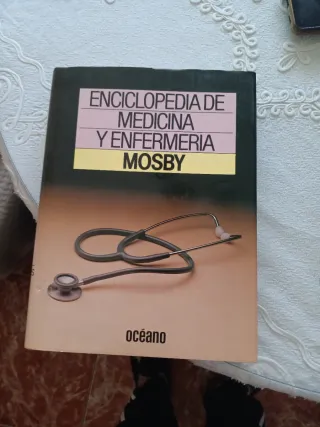 ENCICLOPEDIA DE
MEDICINA
Y ENFERMERIA
MOSBY
océano